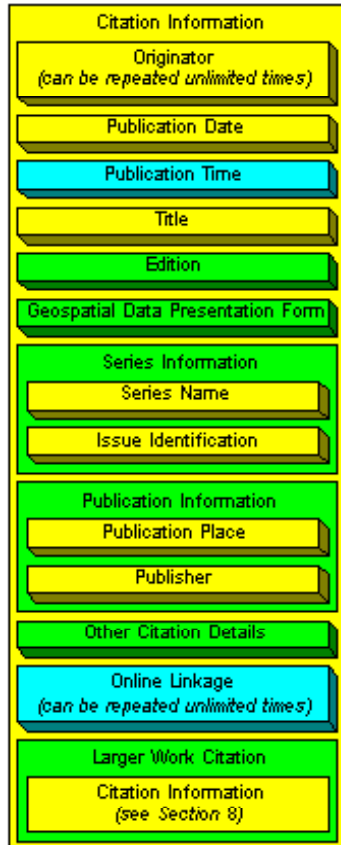 Citation Information
Originator
(can be repeated unlimited times)
Publication Date
Publication Time
Title
Edition
Geospatial Data Presentation Form
Series Information
Series Name
Issue Identification
Publication Information
Publication Place
Publisher
Other Citation Details
Online Linkage
(can be repeated unlimited times)
Larger Work Citation
Citation Information
(see Section 8)